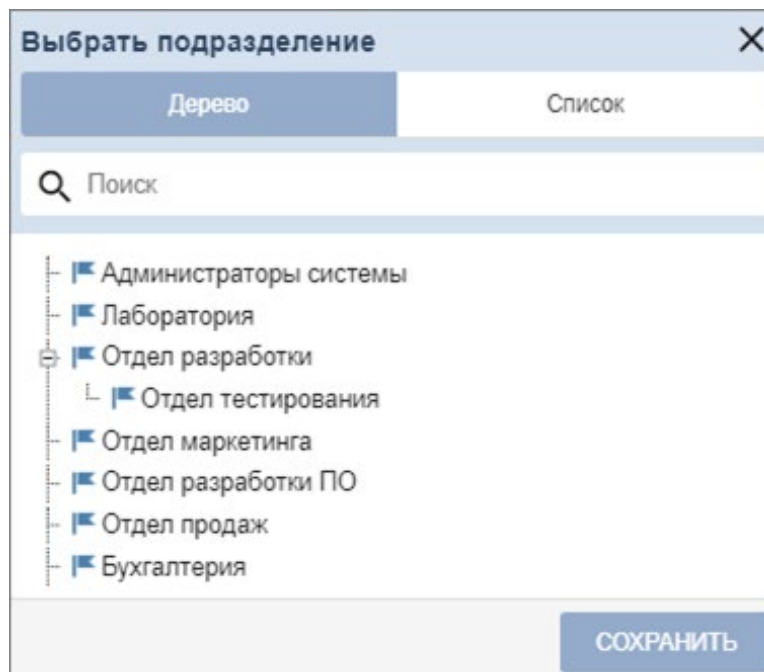 Выбрать подразделение
Дерево Список
Поиск
Администраторы системы
Лаборатория
Отдел разработки
Отдел тестирования
Отдел маркетинга
Отдел разработки ПО
Отдел продаж
Бухгалтерия
СОХРАНИТЬ